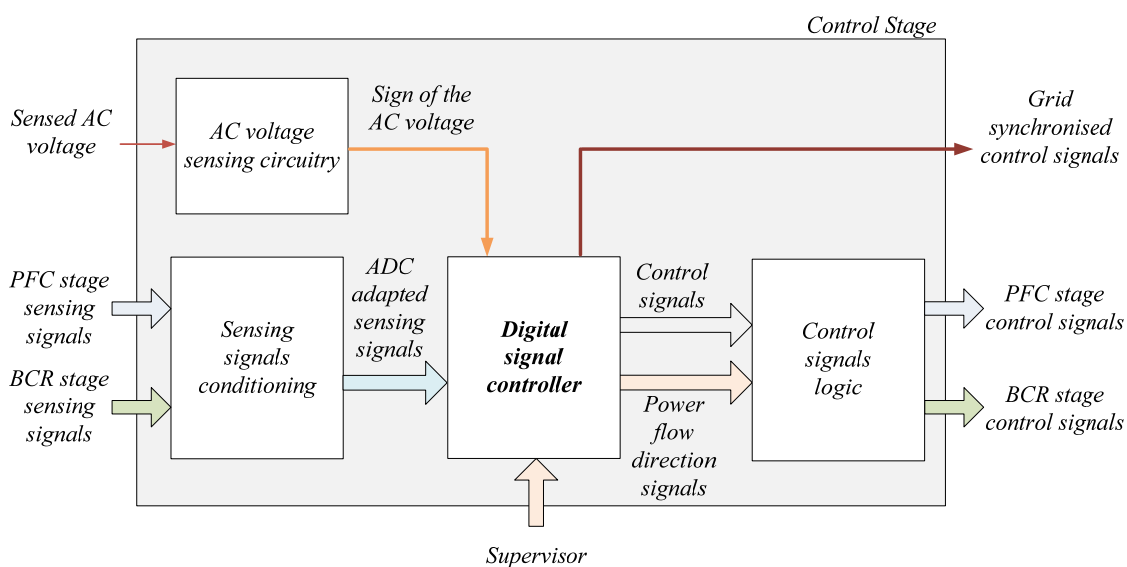 Control Stage
Sensed AC
voltage
AC voltage
sensing circuitry
Sign of the
AC voltage
Grid
synchronised
control signals
PFC stage
sensing
signals
BCR stage
sensing
signals
Sensing
signals
conditioning
ADC
adapted
sensing
signals
Digital
signal
controller
Control
signals
Power
flow
direction
signals
Control
signals
logic
PFC stage
control signals
BCR stage
control signals
Supervisor